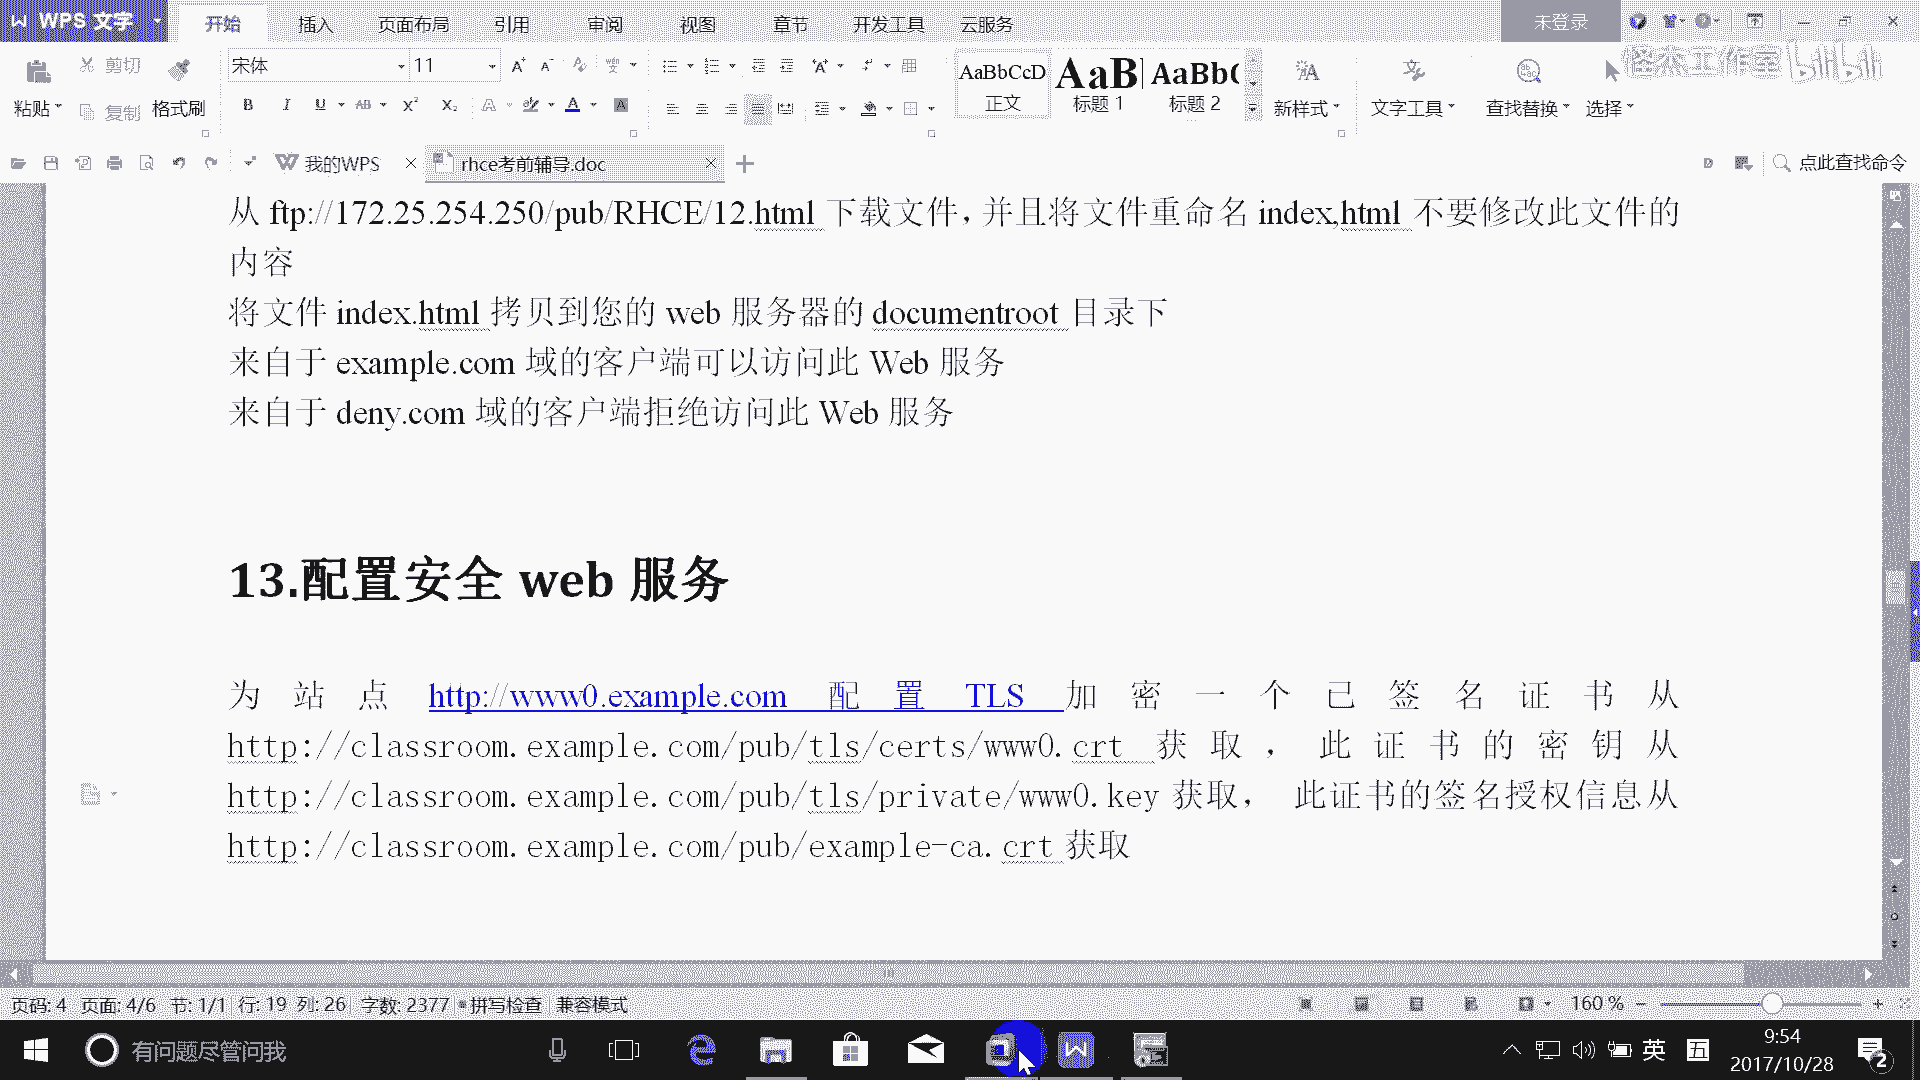 WPS 文字 开始 插入 页面布局 引用 审阅 视图 章节 开发工具 云服务 未登录
怪杰工作室 bilibili
剪切 宋体 11 AaBbCcD AaB AaBb(
粘贴 复制 格式刷 B I U AB X² X₂ A A A 正文 标题 1 标题 2 新样式 文字工具 查找替换 选择
我的WPS rhce考前辅导.doc 点此查找命令
从 ftp://172.25.254.250/pub/RHCE/12.html 下载文件，并且将文件重命名 index,html 不要修改此文件的
内容
将文件 index.html 拷贝到您的 web 服务器的 documentroot 目录下
来自于 example.com 域的客户端可以访问此 Web 服务
来自于 deny.com 域的客户端拒绝访问此 Web 服务
13.配置安全 web 服务
为站点 http://www0.example.com 配置 TLS 加密一个已签名证书从
http://classroom.example.com/pub/tls/certs/www0.crt 获取，此证书的密钥从
http://classroom.example.com/pub/tls/private/www0.key 获取， 此证书的签名授权信息从
http://classroom.example.com/pub/example-ca.crt 获取
页码: 4 页面: 4/6 节: 1/1 行: 19 列: 26 字数: 2377 拼写检查 兼容模式 160 %
有问题尽管问我 英 五 9:54
2017/10/28 2